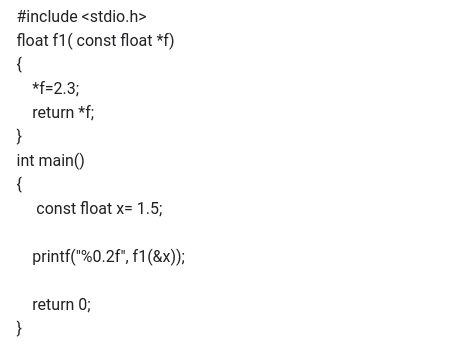 #include <stdio.h>
float f1( const float *f)
{
*f=2.3;
return *f;
}
int main()
{
const float x= 1.5;
printf("%0.2f", f1(&x));
return 0;
}